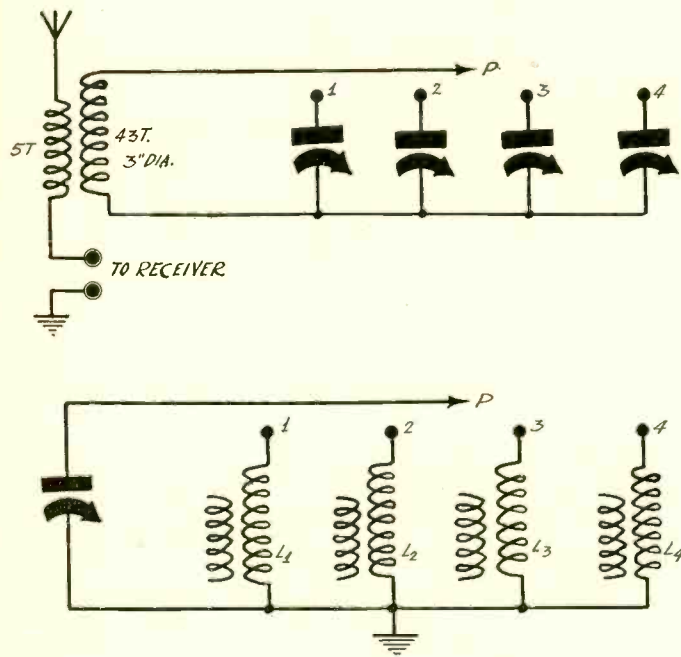 P
1 2 3 4
5T
43T.
3"DIA.
TO RECEIVER
P
1 2 3 4
L1 L2 L3 L4